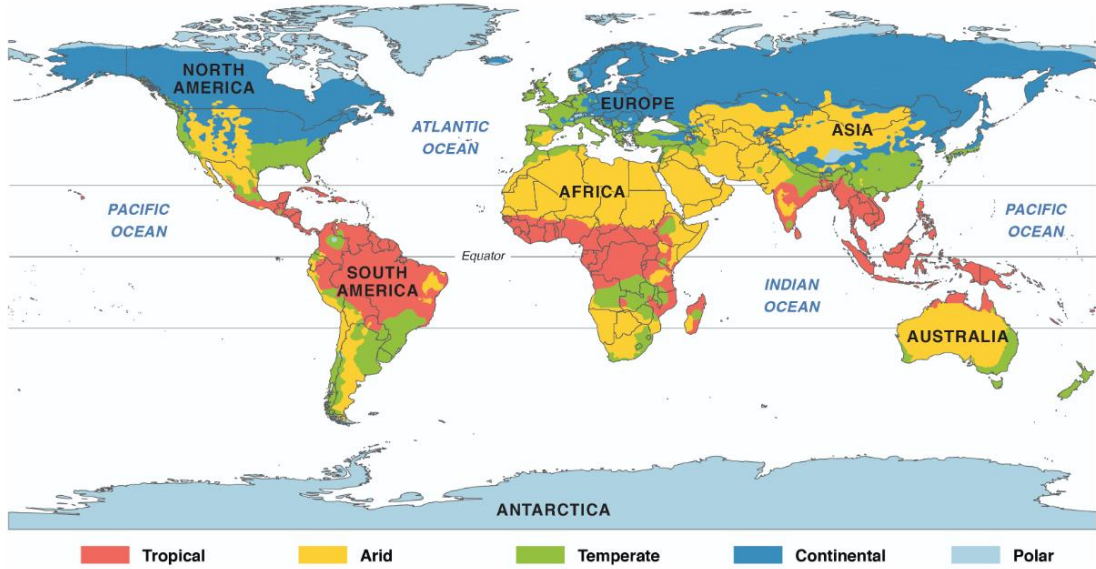 NORTH
AMERICA
EUROPE
ASIA
ATLANTIC
OCEAN
AFRICA
PACIFIC
OCEAN
PACIFIC
OCEAN
Equator
SOUTH
AMERICA
INDIAN
OCEAN
AUSTRALIA
ANTARCTICA
Tropical
Arid
Temperate
Continental
Polar